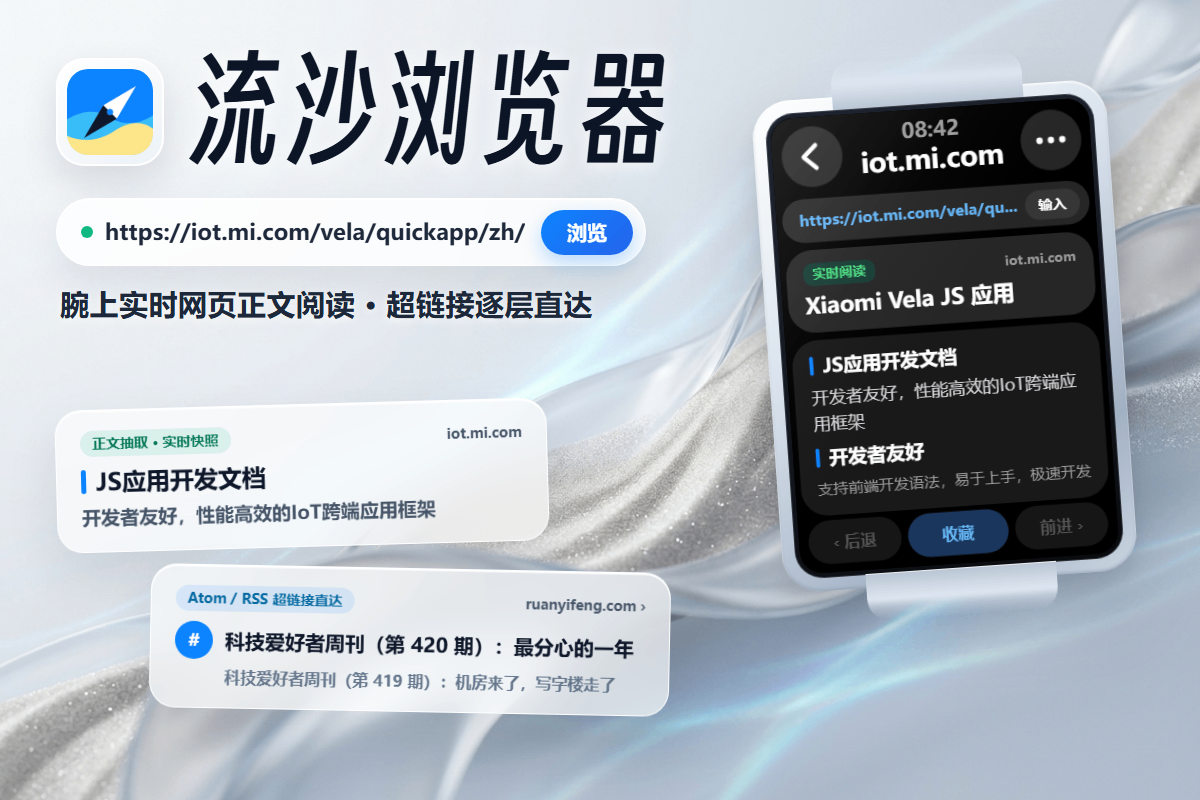 流沙浏览器
https://iot.mi.com/vela/quickapp/zh/
浏览
腕上实时网页正文阅读·超链接逐层直达
正文抽取·实时快照
iot.mi.com
JS应用开发文档
开发者友好，性能高效的IoT跨端应用框架
Atom / RSS 超链接直达
ruanyifeng.com ›
#
科技爱好者周刊（第 420 期）：最分心的一年
科技爱好者周刊（第 419 期）：机房来了，写字楼走了
08:42
iot.mi.com
https://iot.mi.com/vela/qu...
输入
实时阅读
iot.mi.com
Xiaomi Vela JS 应用
JS应用开发文档
开发者友好，性能高效的IoT跨端应
用框架
开发者友好
支持前端开发语法，易于上手，极速开发
‹ 后退
收藏
前进 ›